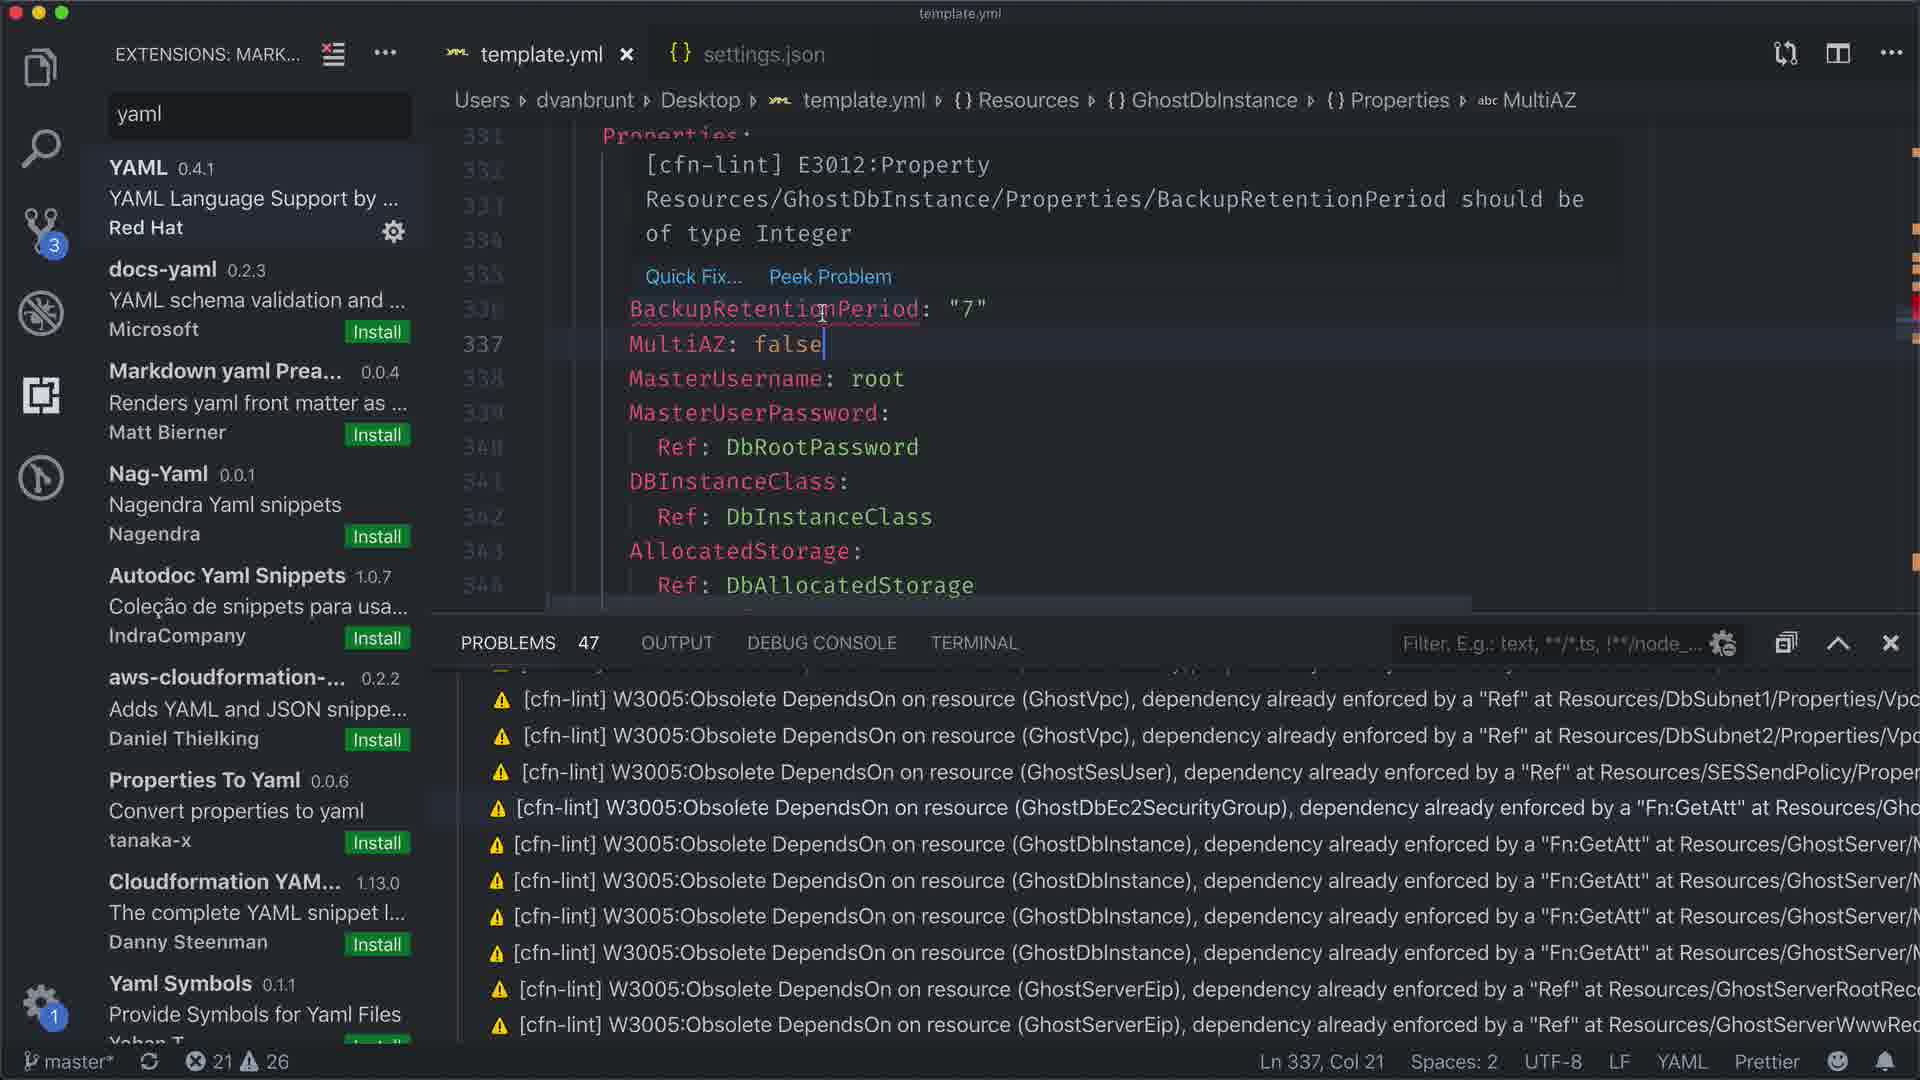 template.yml
EXTENSIONS: MARK...
template.yml
settings.json
Users
dvanbrunt
Desktop
template.yml
{ } Resources
{ } GhostDbInstance
{ } Properties
abc MultiAZ
yaml
YAML 0.4.1
YAML Language Support by ...
Red Hat
docs-yaml 0.2.3
YAML schema validation and ...
Microsoft
Install
Markdown yaml Prea... 0.0.4
Renders yaml front matter as ...
Matt Bierner
Install
Nag-Yaml 0.0.1
Nagendra Yaml snippets
Nagendra
Install
Autodoc Yaml Snippets 1.0.7
Coleção de snippets para usa...
IndraCompany
Install
aws-cloudformation-... 0.2.2
Adds YAML and JSON snippe...
Daniel Thielking
Install
Properties To Yaml 0.0.6
Convert properties to yaml
tanaka-x
Install
Cloudformation YAM... 1.13.0
The complete YAML snippet l...
Danny Steenman
Install
Yaml Symbols 0.1.1
Provide Symbols for Yaml Files
3
1
331 Properties:
332 [cfn-lint] E3012:Property
333 Resources/GhostDbInstance/Properties/BackupRetentionPeriod should be
334 of type Integer
335 Quick Fix... Peek Problem
336 BackupRetentionPeriod: "7"
337 MultiAZ: false
338 MasterUsername: root
339 MasterUserPassword:
340 Ref: DbRootPassword
341 DBInstanceClass:
342 Ref: DbInstanceClass
343 AllocatedStorage:
344 Ref: DbAllocatedStorage
PROBLEMS 47
OUTPUT
DEBUG CONSOLE
TERMINAL
Filter. E.g.: text, **/*.ts, !**/node_...
[cfn-lint] W3005:Obsolete DependsOn on resource (GhostVpc), dependency already enforced by a "Ref" at Resources/DbSubnet1/Properties/Vpc
[cfn-lint] W3005:Obsolete DependsOn on resource (GhostVpc), dependency already enforced by a "Ref" at Resources/DbSubnet2/Properties/Vpc
[cfn-lint] W3005:Obsolete DependsOn on resource (GhostSesUser), dependency already enforced by a "Ref" at Resources/SESSendPolicy/Proper
[cfn-lint] W3005:Obsolete DependsOn on resource (GhostDbEc2SecurityGroup), dependency already enforced by a "Fn:GetAtt" at Resources/Gho
[cfn-lint] W3005:Obsolete DependsOn on resource (GhostDbInstance), dependency already enforced by a "Fn:GetAtt" at Resources/GhostServer/M
[cfn-lint] W3005:Obsolete DependsOn on resource (GhostDbInstance), dependency already enforced by a "Fn:GetAtt" at Resources/GhostServer/M
[cfn-lint] W3005:Obsolete DependsOn on resource (GhostDbInstance), dependency already enforced by a "Fn:GetAtt" at Resources/GhostServer/M
[cfn-lint] W3005:Obsolete DependsOn on resource (GhostDbInstance), dependency already enforced by a "Fn:GetAtt" at Resources/GhostServer/M
[cfn-lint] W3005:Obsolete DependsOn on resource (GhostServerEip), dependency already enforced by a "Ref" at Resources/GhostServerRootRec
[cfn-lint] W3005:Obsolete DependsOn on resource (GhostServerEip), dependency already enforced by a "Ref" at Resources/GhostServerWwwRec
master*
21
26
Ln 337, Col 21
Spaces: 2
UTF-8
LF
YAML
Prettier